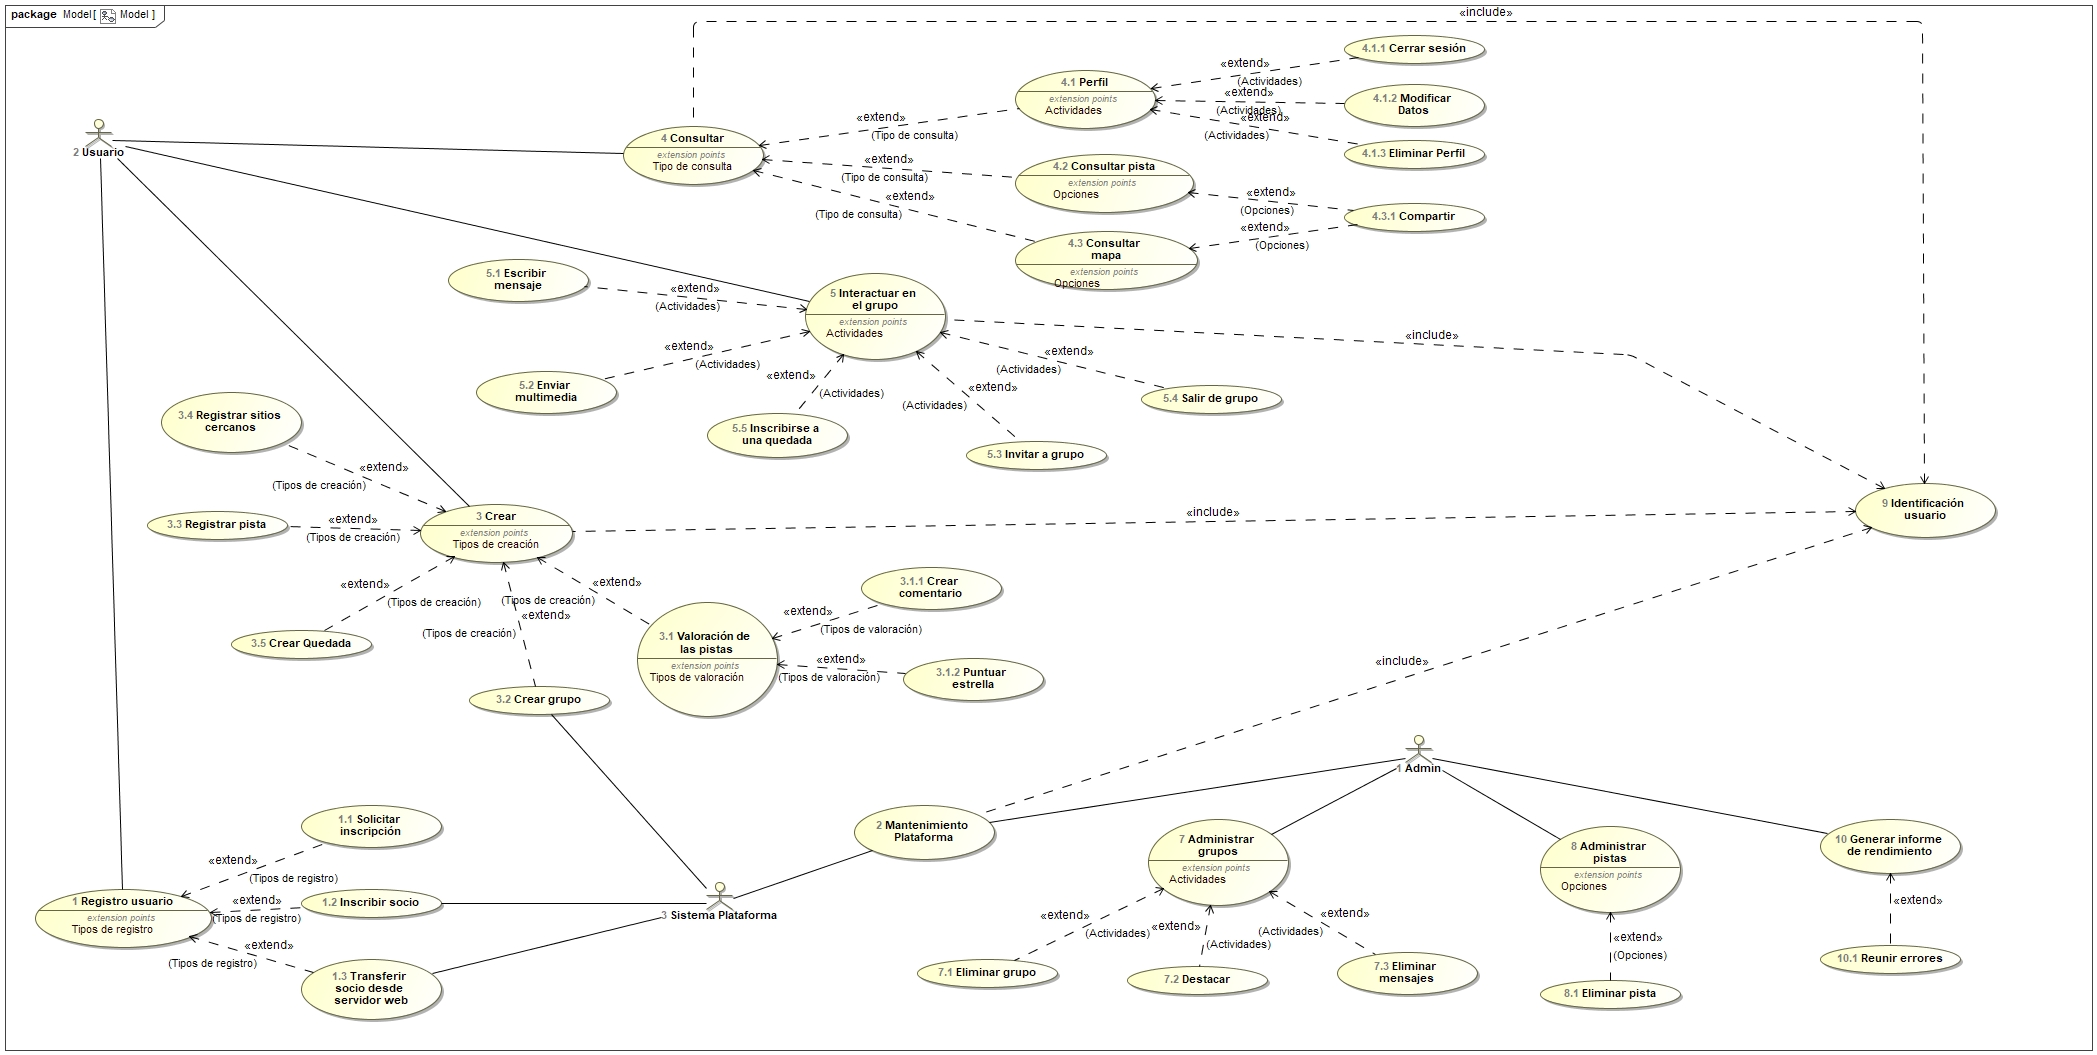 package Model[ Model ]
«include»
4.1.1 Cerrar sesión
«extend»
(Actividades)
4.1 Perfil
extension points
Actividades
«extend»
(Actividades)
4.1.2 Modificar
Datos
«extend»
(Actividades)
4.1.3 Eliminar Perfil
2 Usuario
4 Consultar
extension points
Tipo de consulta
«extend»
(Tipo de consulta)
«extend»
(Tipo de consulta)
«extend»
(Tipo de consulta)
4.2 Consultar pista
extension points
Opciones
«extend»
(Opciones)
4.3.1 Compartir
«extend»
(Opciones)
4.3 Consultar
mapa
extension points
Opciones
5.1 Escribir
mensaje
«extend»
(Actividades)
5 Interactuar en
el grupo
extension points
Actividades
«include»
5.2 Enviar
multimedia
«extend»
(Actividades)
«extend»
(Actividades)
«extend»
(Actividades)
«extend»
(Actividades)
5.4 Salir de grupo
5.5 Inscribirse a
una quedada
5.3 Invitar a grupo
3.4 Registrar sitios
cercanos
«extend»
(Tipos de creación)
3.3 Registrar pista
«extend»
(Tipos de creación)
3 Crear
extension points
Tipos de creación
«include»
9 Identificación
usuario
«extend»
(Tipos de creación)
«extend»
(Tipos de creación)
«extend»
(Tipos de creación)
3.5 Crear Quedada
3.1 Valoración de
las pistas
extension points
Tipos de valoración
3.1.1 Crear
comentario
«extend»
(Tipos de valoración)
«extend»
(Tipos de valoración)
3.1.2 Puntuar
estrella
3.2 Crear grupo
«include»
1 Admin
1.1 Solicitar
inscripción
«extend»
(Tipos de registro)
1 Registro usuario
extension points
Tipos de registro
«extend»
(Tipos de registro)
1.2 Inscribir socio
«extend»
(Tipos de registro)
1.3 Transferir
socio desde
servidor web
3 Sistema Plataforma
2 Mantenimiento
Plataforma
7 Administrar
grupos
extension points
Actividades
8 Administrar
pistas
extension points
Opciones
10 Generar informe
de rendimiento
«extend»
(Actividades)
«extend»
(Actividades)
«extend»
(Actividades)
«extend»
(Opciones)
«extend»
7.1 Eliminar grupo
7.2 Destacar
7.3 Eliminar
mensajes
8.1 Eliminar pista
10.1 Reunir errores